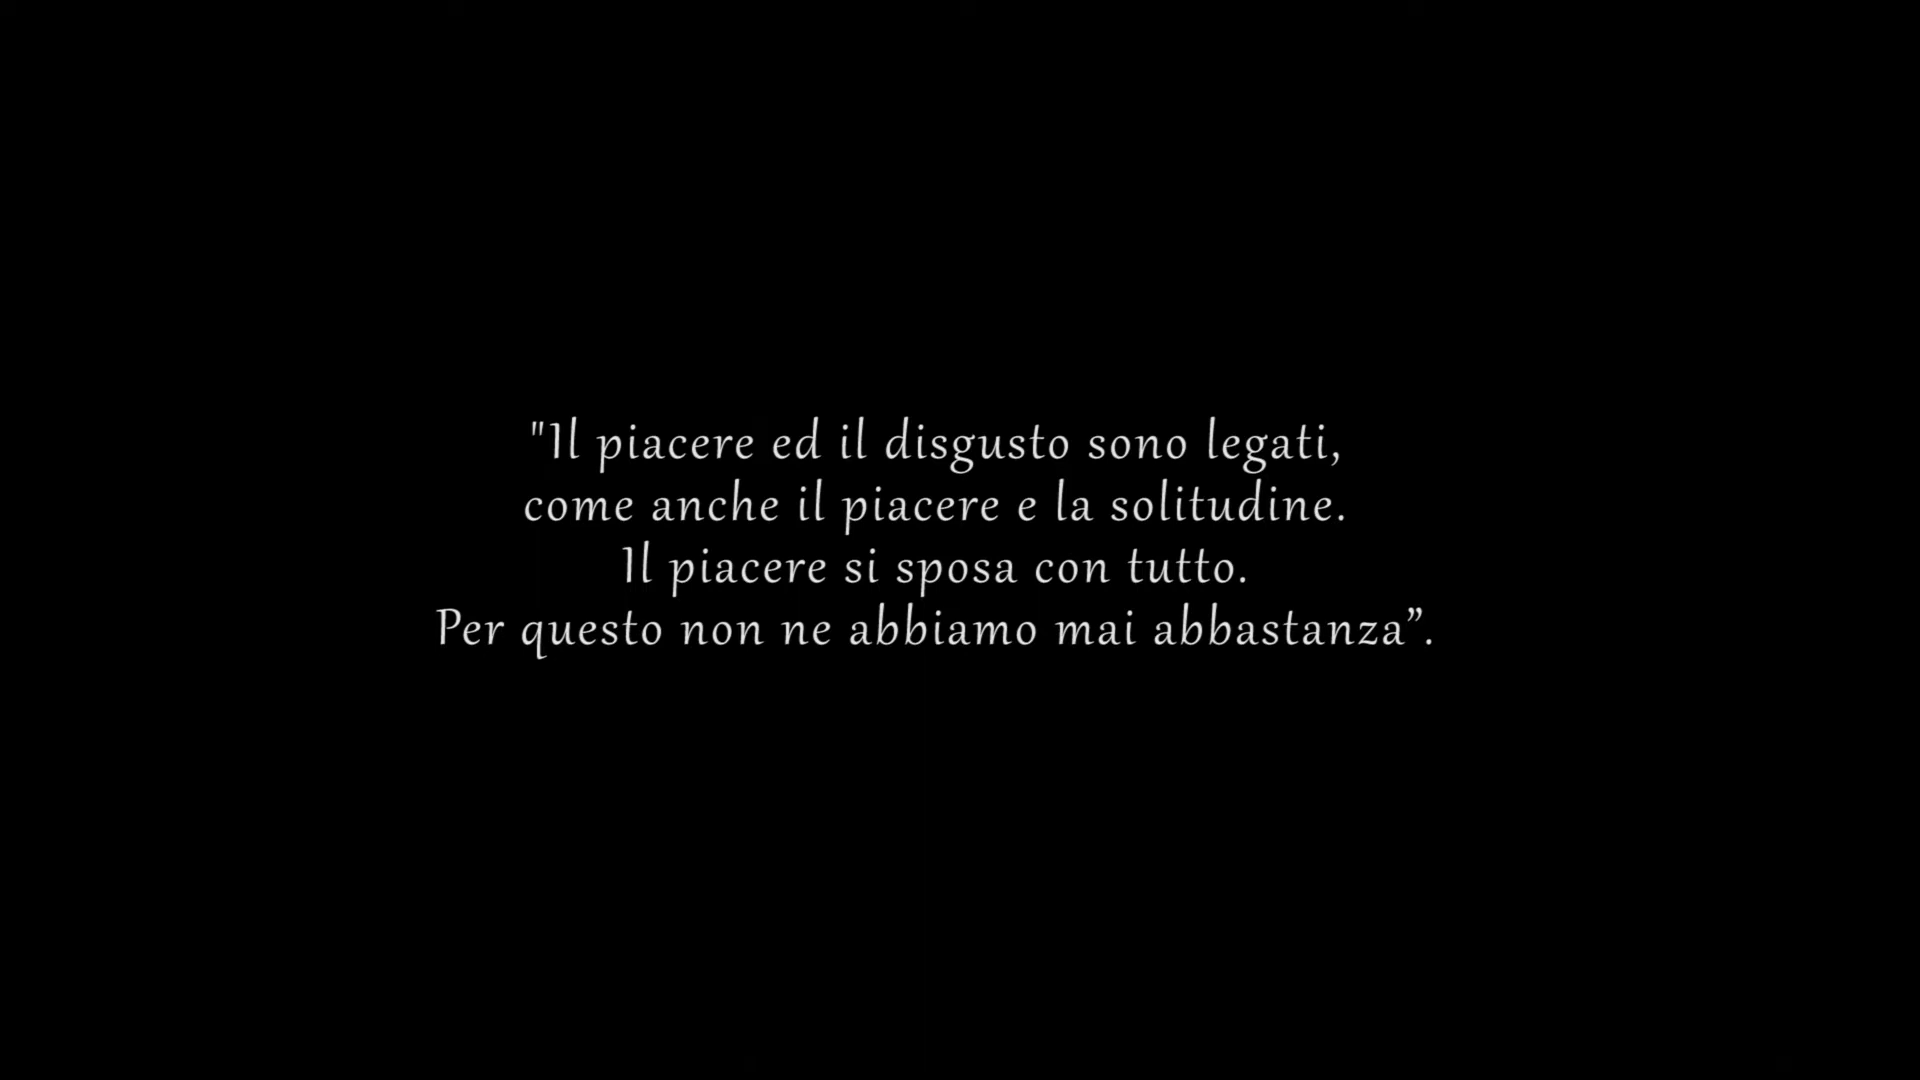 "Il piacere ed il disgusto sono legati,
come anche il piacere e la solitudine.
Il piacere si sposa con tutto.
Per questo non ne abbiamo mai abbastanza”.